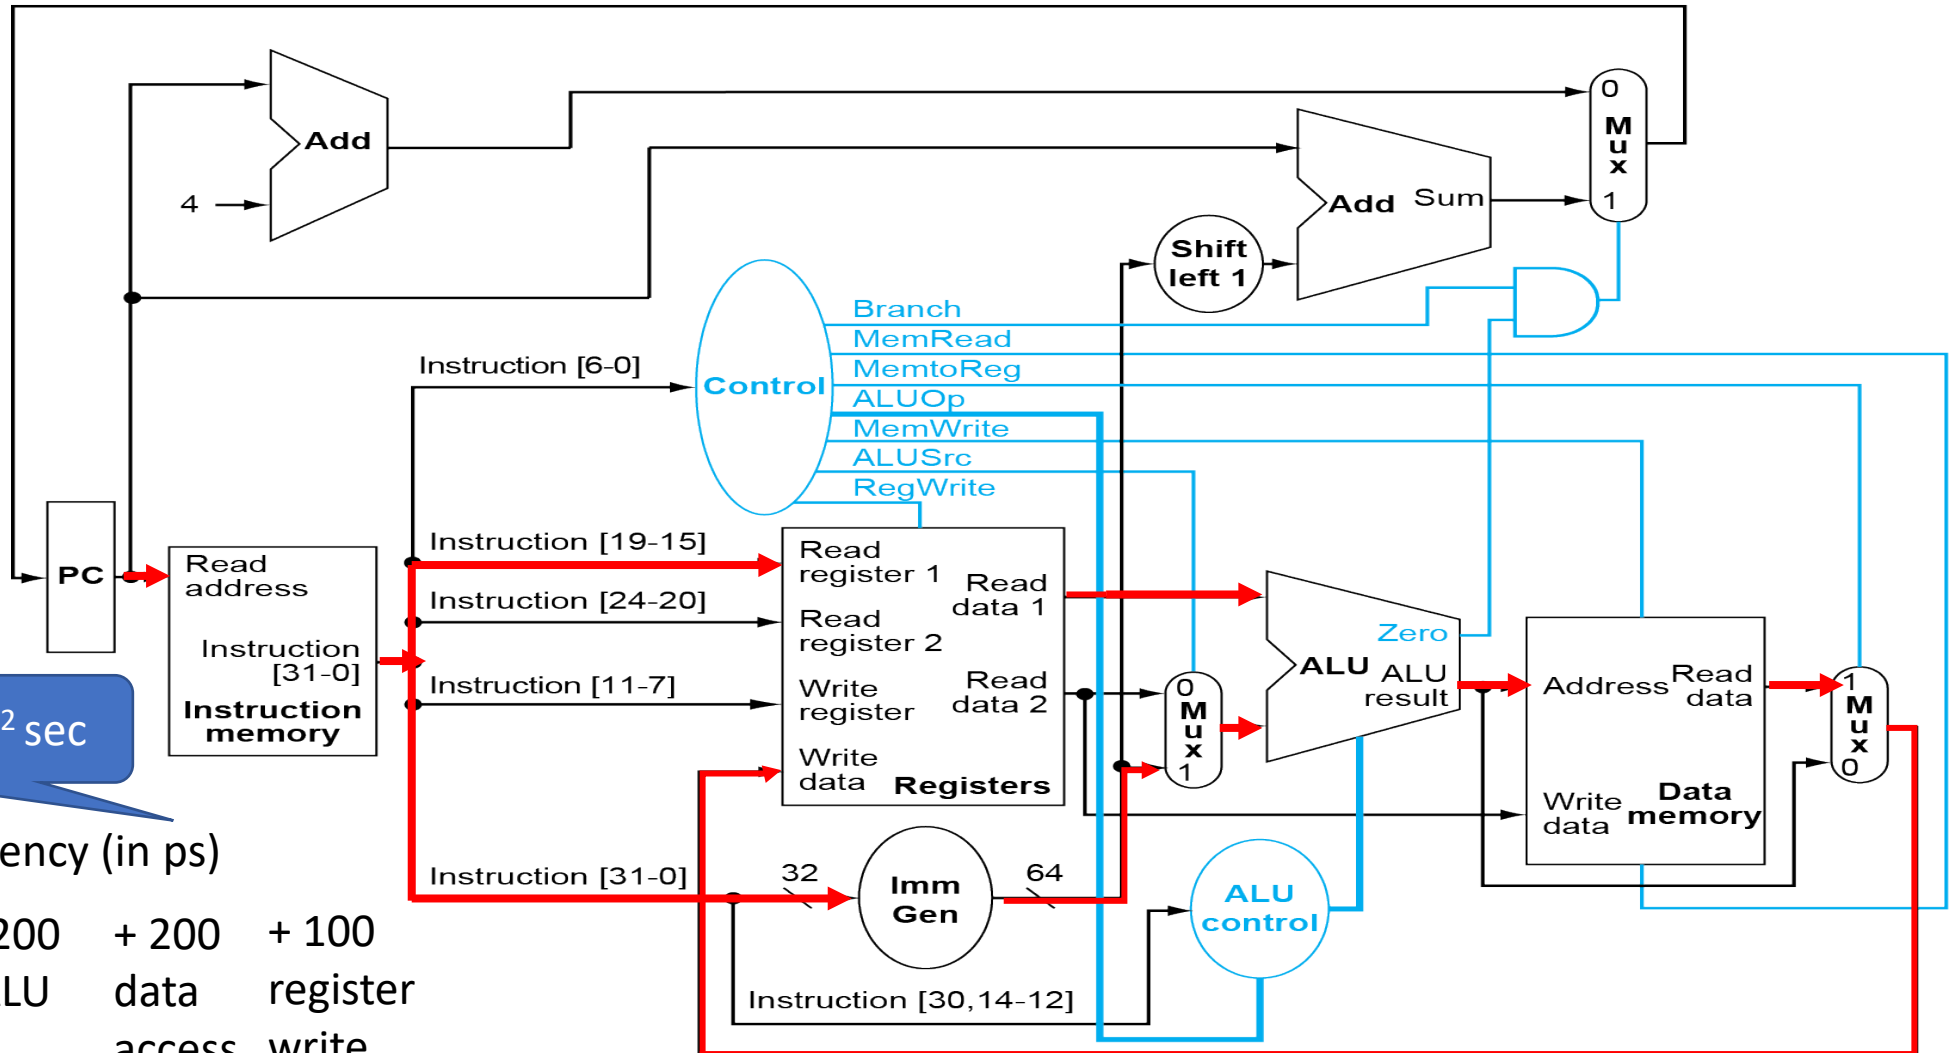 Add
4
0
M
u
x
1
Add Sum
Shift
left 1
Branch
MemRead
MemtoReg
ALUOp
MemWrite
ALUSrc
RegWrite
Control
Instruction [6-0]
PC
Read
address
Instruction
[31-0]
Instruction
memory
Instruction [19-15]
Instruction [24-20]
Instruction [11-7]
Instruction [31-0]
Read
register 1
Read
register 2
Write
register
Write
data
Read
data 1
Read
data 2
Registers
0
M
u
x
1
Zero
ALU
ALU
result
Address
Read
data
Write
data
Data
memory
1
M
u
x
0
32
Imm
Gen
64
ALU
control
Instruction [30,14-12]
2 sec
ency (in ps)
200 + 200 + 100
LU data register
access write